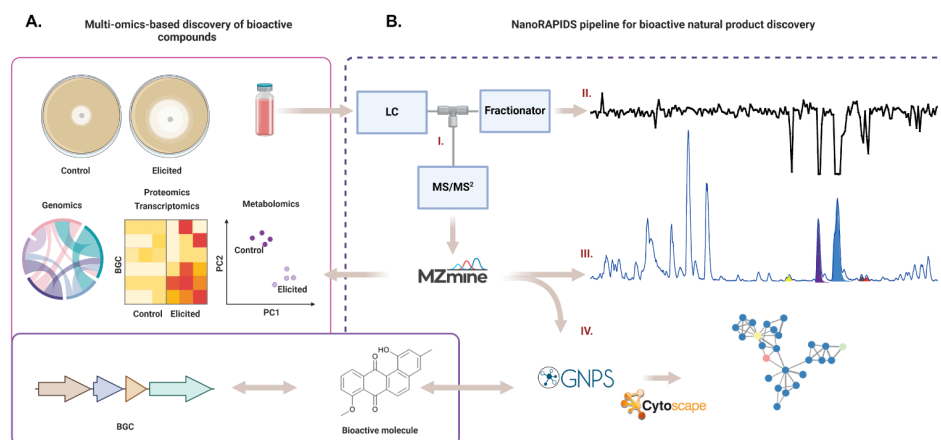 A.
Multi-omics-based discovery of bioactive
compounds
B.
NanoRAPIDS pipeline for bioactive natural product discovery
Control
Elicited
LC
Fractionator
I.
II.
MS/MS²
Proteomics
Transcriptomics
Genomics
Metabolomics
BGC
Control
Elicited
PC2
Control
Elicited
PC1
MZmine
III.
IV.
BGC
OH
O
O
O
Bioactive molecule
GNPS
Cytoscape